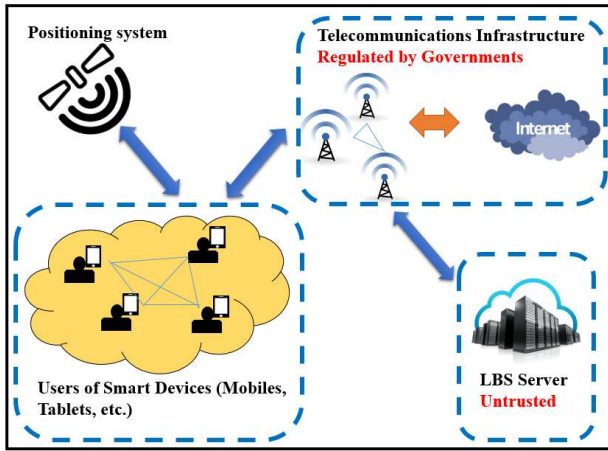 Positioning system
Telecommunications Infrastructure
Regulated by Governments
Internet
Users of Smart Devices (Mobiles,
Tablets, etc.)
LBS Server
Untrusted